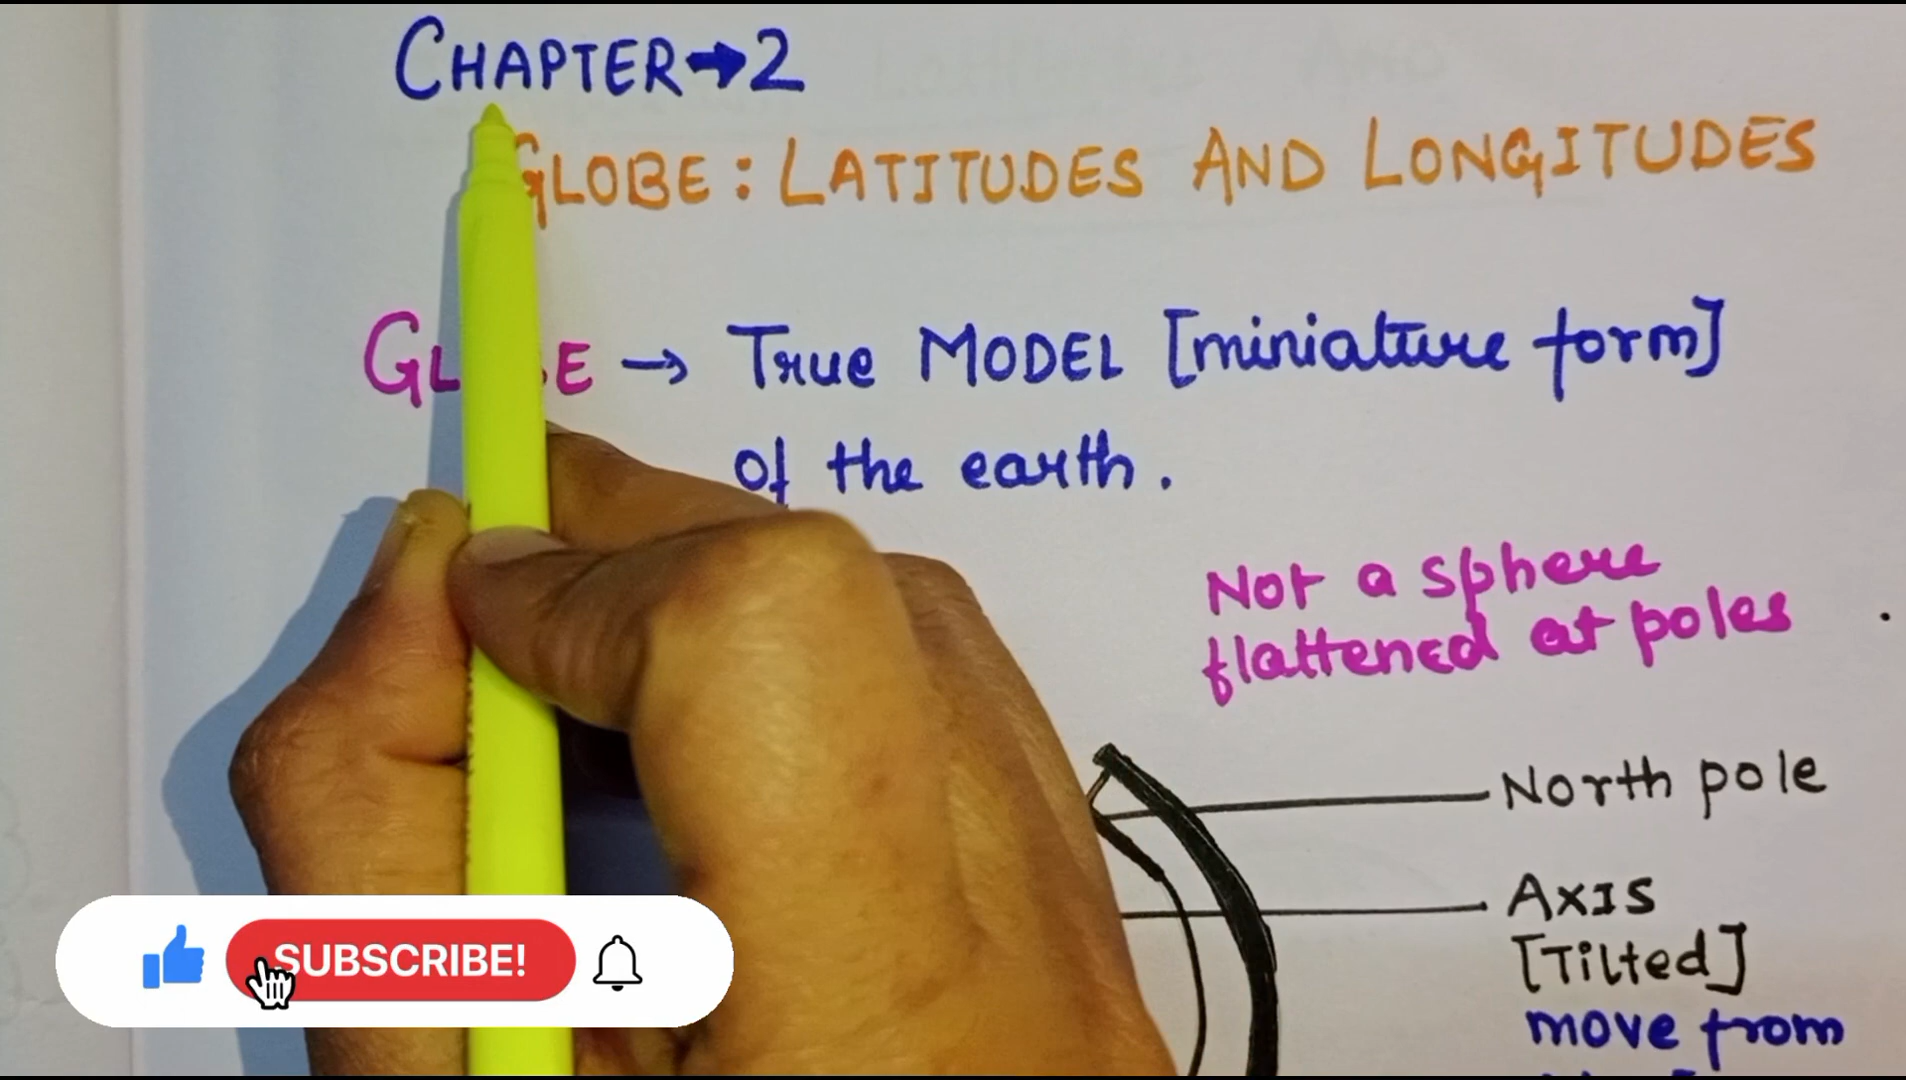 CHAPTER → 2
GLOBE : LATITUDES AND LONGITUDES
→ True MODEL [miniature form]
of the earth.
Not a sphere
flattened at poles
North pole
AXIS
[Tilted]
move from
SUBSCRIBE!